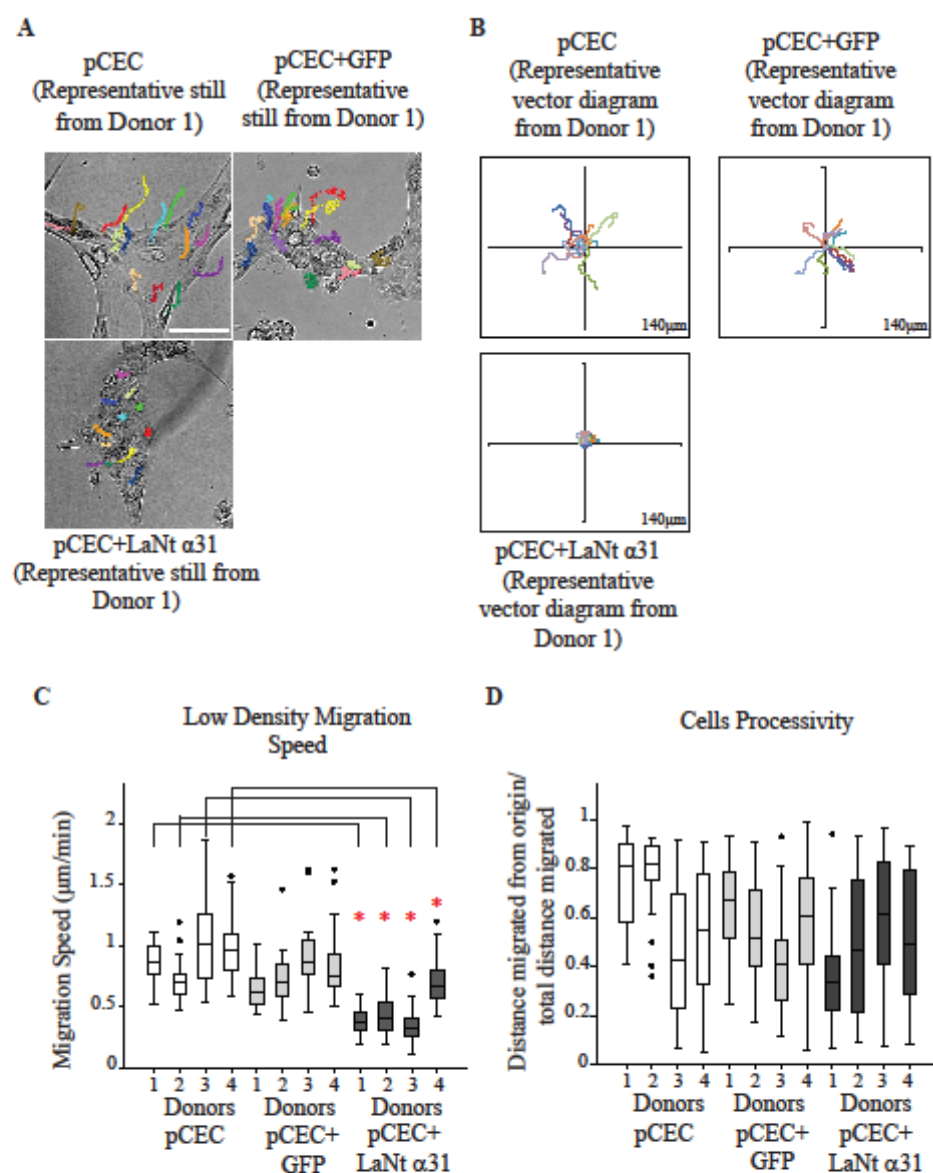 A
pCEC
(Representative still
from Donor 1)
pCEC+GFP
(Representative
still from Donor 1)
pCEC+LaNt α31
(Representative still from
Donor 1)
B
pCEC
(Representative
vector diagram
from Donor 1)
pCEC+GFP
(Representative
vector diagram
from Donor 1)
140μm
140μm
140μm
pCEC+LaNt α31
(Representative
vector diagram from
Donor 1)
C
Low Density Migration
Speed
Migration Speed (μm/min)
2
1.5
1
0.5
0
* * * *
1 2 3 4 1 2 3 4 1 2 3 4
Donors Donors Donors
pCEC pCEC+ pCEC+
GFP LaNt α31
D
Cells Processivity
Distance migrated from origin/
total distance migrated
1
0.8
0.6
0.4
0.2
0
1 2 3 4 1 2 3 4 1 2 3 4
Donors Donors Donors
pCEC pCEC+ pCEC+
GFP LaNt α31